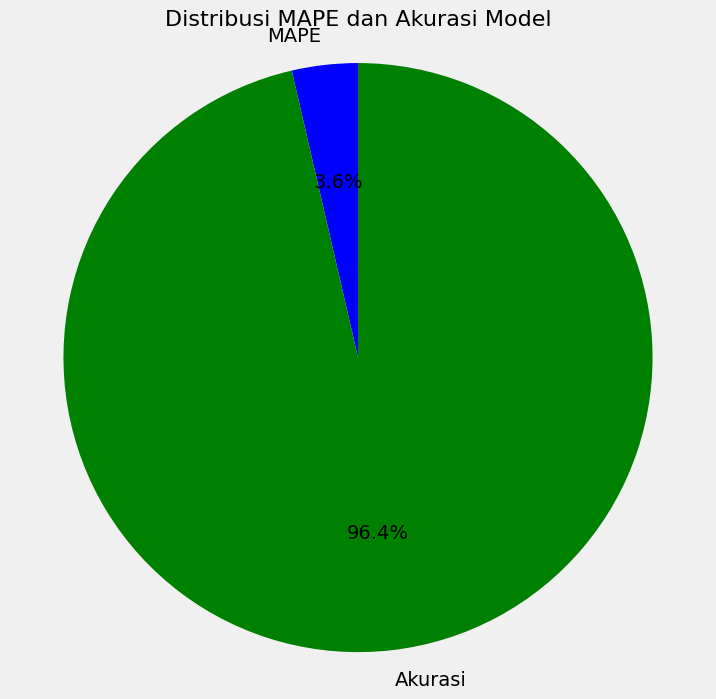 Distribusi MAPE dan Akurasi Model
MAPE
3.6%
96.4%
Akurasi